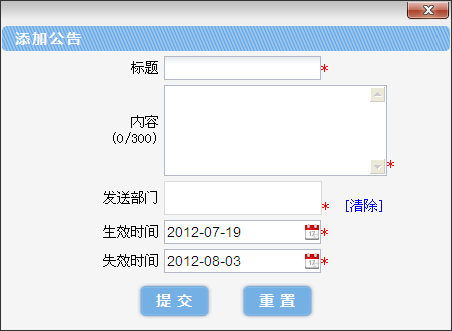 添加公告
标题 *
内容
(0/300) *
发送部门 * [清除]
生效时间 2012-07-19 *
失效时间 2012-08-03 *
提 交 重 置